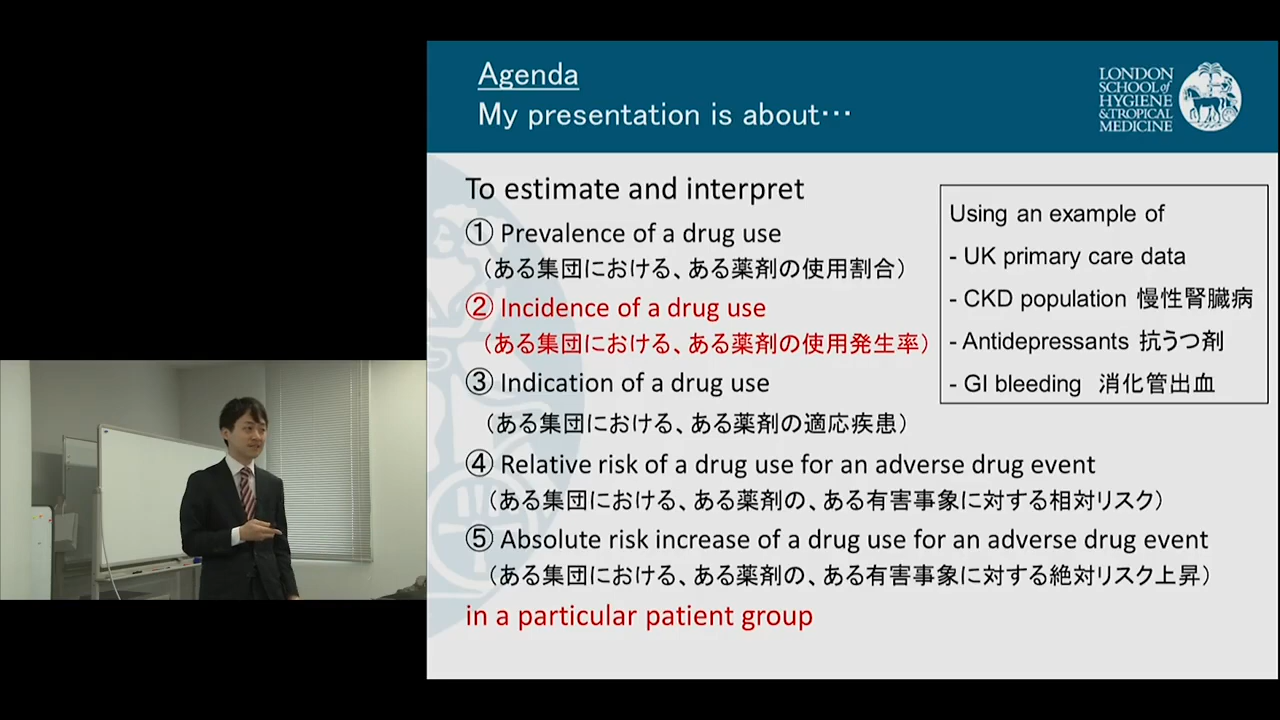 Agenda
My presentation is about…
LONDON
SCHOOL of
HYGIENE
& TROPICAL
MEDICINE
To estimate and interpret
① Prevalence of a drug use
（ある集団における、ある薬剤の使用割合）
② Incidence of a drug use
（ある集団における、ある薬剤の使用発生率）
③ Indication of a drug use
（ある集団における、ある薬剤の適応疾患）
④ Relative risk of a drug use for an adverse drug event
（ある集団における、ある薬剤の、ある有害事象に対する相対リスク）
⑤ Absolute risk increase of a drug use for an adverse drug event
（ある集団における、ある薬剤の、ある有害事象に対する絶対リスク上昇）
in a particular patient group
Using an example of
- UK primary care data
- CKD population 慢性腎臓病
- Antidepressants 抗うつ剤
- GI bleeding 消化管出血